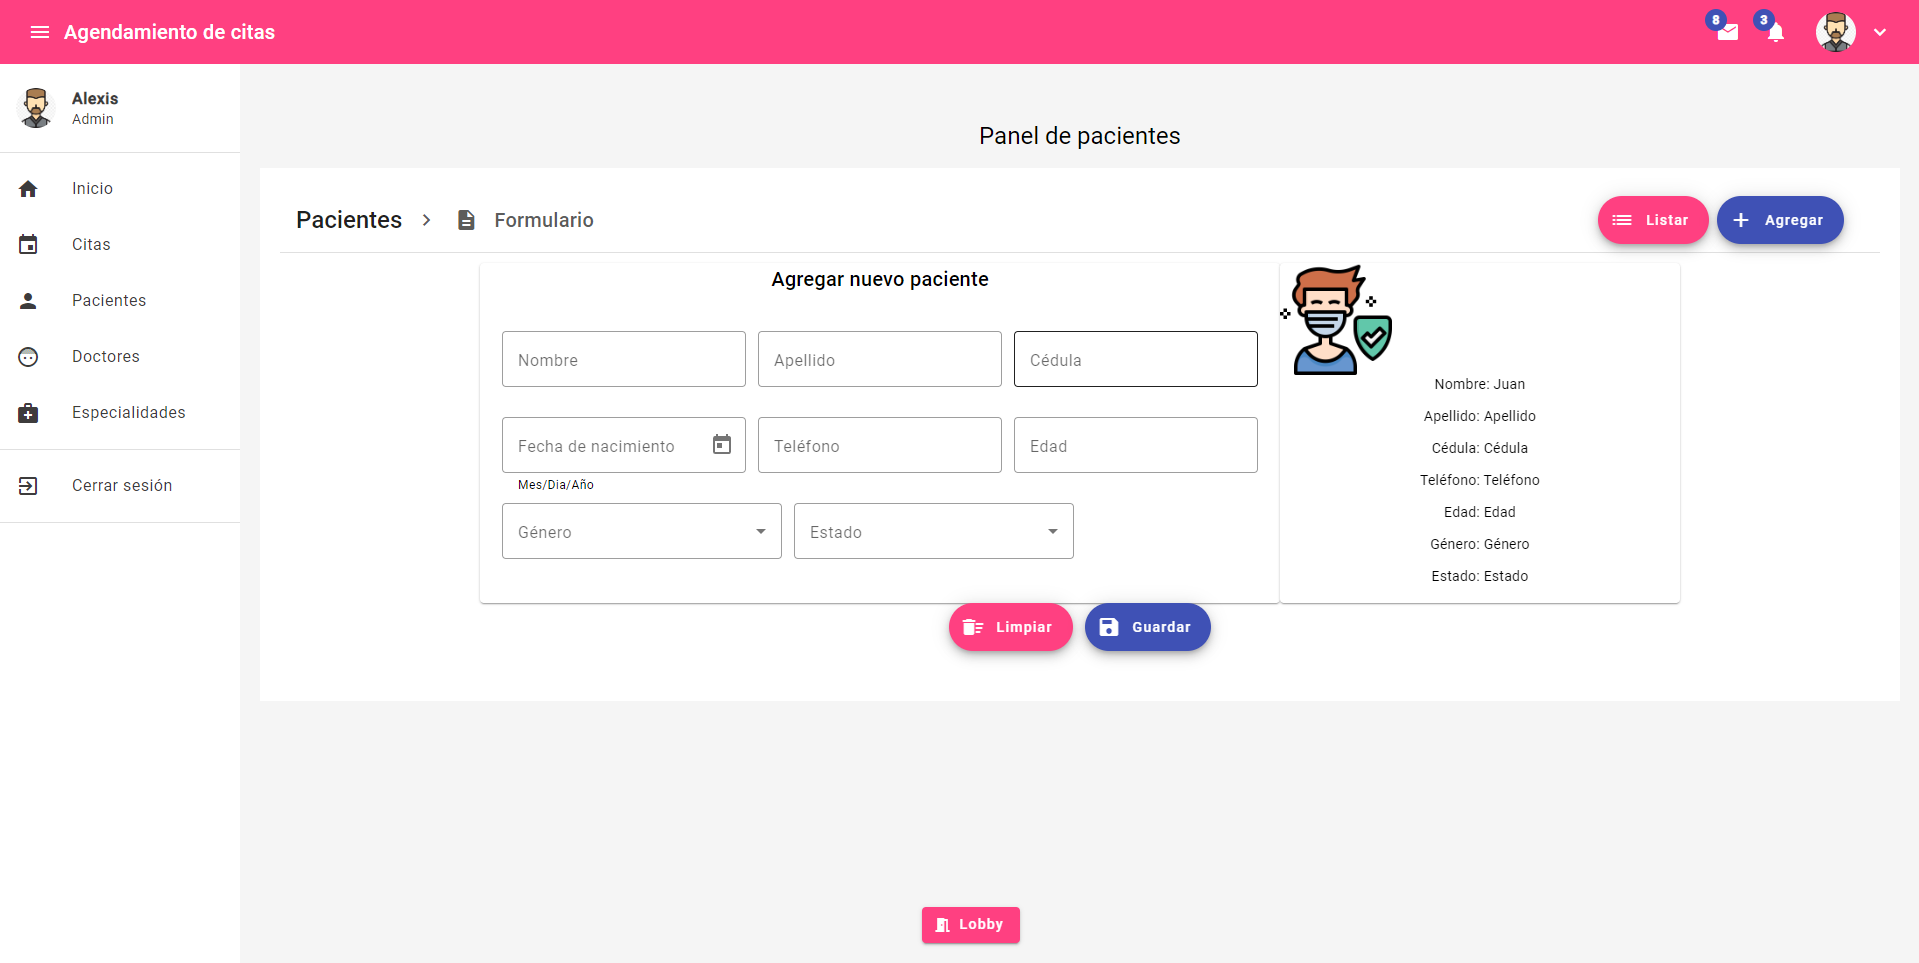 Agendamiento de citas
8
3
Alexis
Admin
Inicio
Citas
Pacientes
Doctores
Especialidades
Cerrar sesión
Panel de pacientes
Pacientes
Formulario
Listar
Agregar
Agregar nuevo paciente
Nombre
Apellido
Cédula
Fecha de nacimiento
Teléfono
Edad
Mes/Dia/Año
Género
Estado
Nombre: Juan
Apellido: Apellido
Cédula: Cédula
Teléfono: Teléfono
Edad: Edad
Género: Género
Estado: Estado
Limpiar
Guardar
Lobby